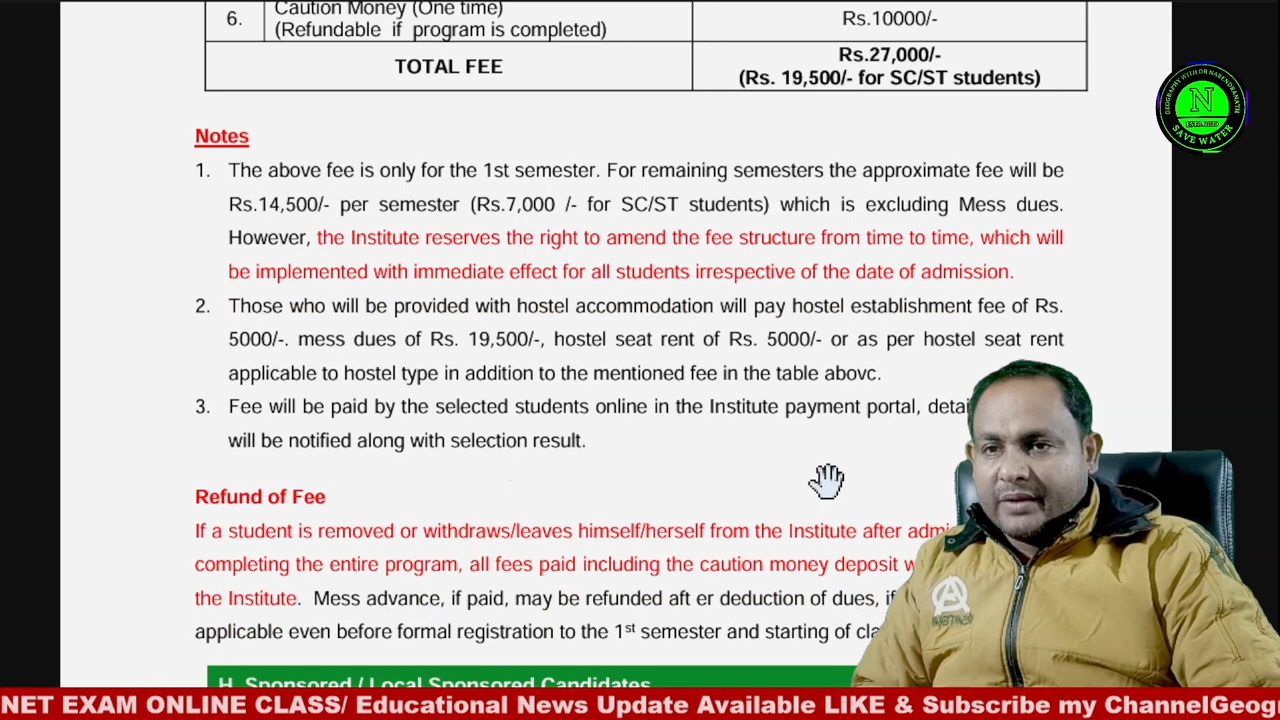 Caution Money (One time)
6.
(Refundable if program is completed)
Rs.10000/-
TOTAL FEE
Rs.27,000/-
(Rs. 19,500/- for SC/ST students)
Notes
1. The above fee is only for the 1st semester. For remaining semesters the approximate fee will be
Rs.14,500/- per semester (Rs.7,000 /- for SC/ST students) which is excluding Mess dues.
However, the Institute reserves the right to amend the fee structure from time to time, which will
be implemented with immediate effect for all students irrespective of the date of admission.
2. Those who will be provided with hostel accommodation will pay hostel establishment fee of Rs.
5000/-. mess dues of Rs. 19,500/-, hostel seat rent of Rs. 5000/- or as per hostel seat rent
applicable to hostel type in addition to the mentioned fee in the table abovc.
3. Fee will be paid by the selected students online in the Institute payment portal,
will be notified along with selection result.
Refund of Fee
If a student is removed or withdraws/leaves himself/herself from the Institute after
completing the entire program, all fees paid including the caution money deposit
the Institute. Mess advance, if paid, may be refunded aft er deduction of dues,
applicable even before formal registration to the 1st semester and starting of
H. Sponsored / Local Sponsored Candidates
GEOGRAPHY WITH DR NARENDRANATH
N
SAVE WATER
NET EXAM ONLINE CLASS/ Educational News Update Available LIKE & Subscribe my ChannelGeog